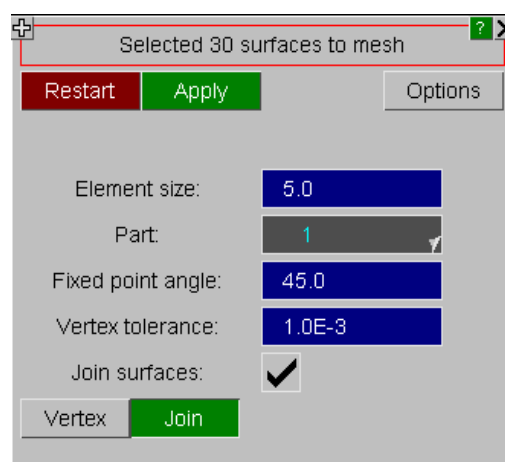 ?
Selected 30 surfaces to mesh
Restart Apply Options
Element size: 5.0
Part: 1
Fixed point angle: 45.0
Vertex tolerance: 1.0E-3
Join surfaces:
Vertex Join